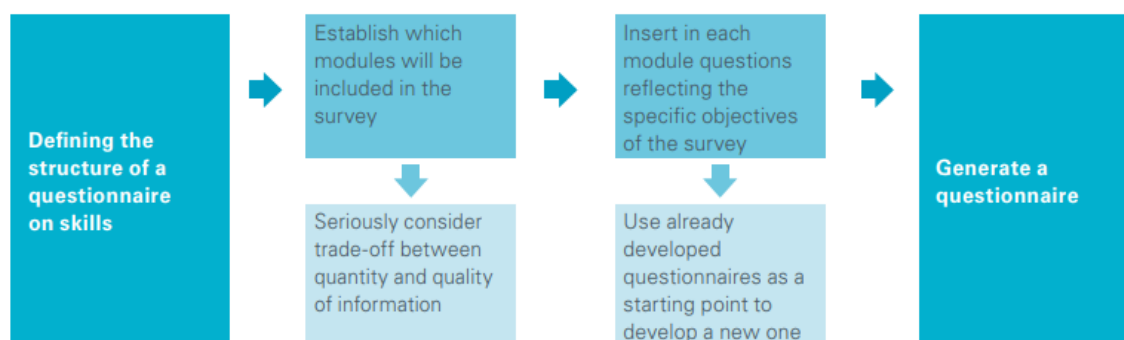 Defining the
structure of a
questionnaire
on skills
Establish which
modules will be
included in the
survey
Seriously consider
trade-off between
quantity and quality
of information
Insert in each
module questions
reflecting the
specific objectives
of the survey
Use already
developed
questionnaires as a
starting point to
develop a new one
Generate a
questionnaire